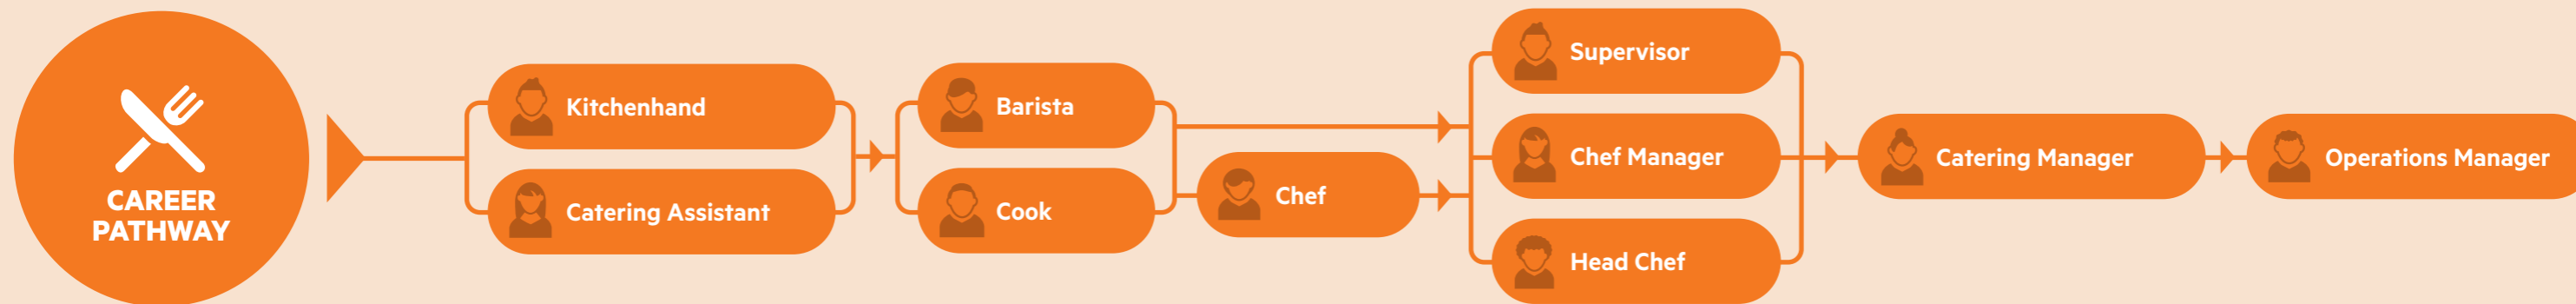 CAREER
PATHWAY
Kitchenhand
Catering Assistant
Barista
Cook
Chef
Supervisor
Chef Manager
Head Chef
Catering Manager
Operations Manager